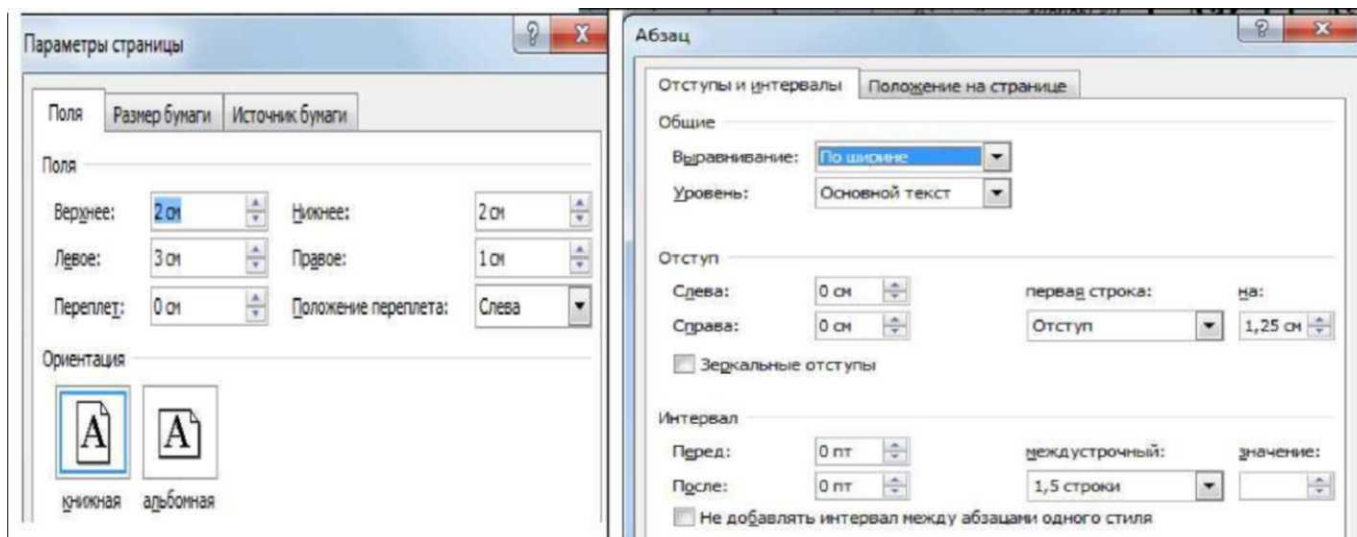 Параметры страницы
Поля Размер бумаги Источник бумаги
Поля
Верхнее: 2 см Нижнее: 2 см
Левое: 3 см Правое: 1 см
Переплет: 0 см Положение переплета: Слева
Ориентация
A A
книжная альбомная
Абзац
Отступы и интервалы Положение на странице
Общие
Выравнивание: По ширине
Уровень: Основной текст
Отступ
Слева: 0 см первая строка: на:
Справа: 0 см Отступ 1,25 см
Зеркальные отступы
Интервал
Перед: 0 пт междустрочный: значение:
После: 0 пт 1,5 строки
Не добавлять интервал между абзацами одного стиля